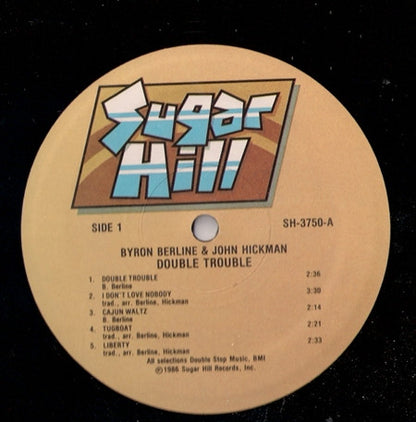 Sugar
Hill
SIDE 1 SH-3750-A
BYRON BERLINE & JOHN HICKMAN
DOUBLE TROUBLE
1. DOUBLE TROUBLE 2:36
B. Berline
2. I DON'T LOVE NOBODY 3:30
trad., arr. Berline, Hickman
3. CAJUN WALTZ 2:14
B. Berline
4. TUGBOAT 2:21
trad., arr. Berline, Hickman
5. LIBERTY 2:33
trad., arr. Berline, Hickman
All selections Double Stop Music, BMI
℗©1986 Sugar Hill Records, Inc.